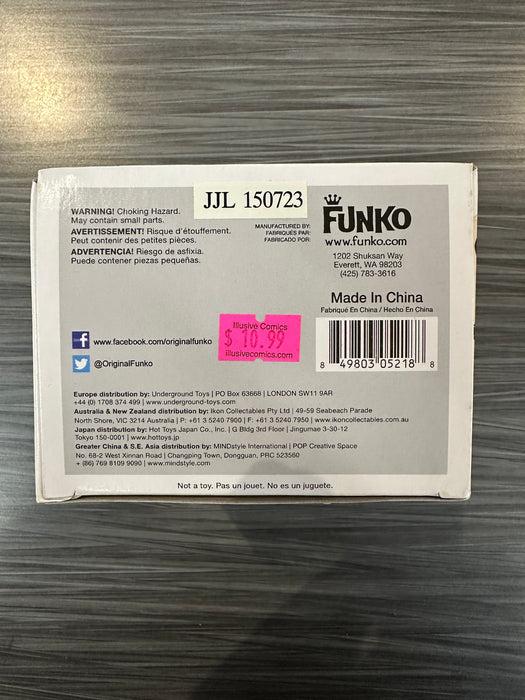 JJL 150723
WARNING! Choking Hazard.
May contain small parts.
AVERTISSEMENT! Risque d'étouffement.
Peut contenir des petites pièces.
ADVERTENCIA! Riesgo de asfixia.
Puede contener piezas pequeñas.
MANUFACTURED BY:
FABRIQUÉS PAR:
FABRICADO POR:
FUNKO
www.funko.com
1202 Shuksan Way
Everett, WA 98203
(425) 783-3616
Made In China
Fabriqué En China / Hecho En China
8 49803 05218 8
www.facebook.com/originalfunko
@OriginalFunko
Illusive Comics
$ 10.99
illusivecomics.com
Europe distribution by: Underground Toys | PO Box 63668 | LONDON SW11 9AR
+44 (0) 1708 374 499 | www.underground-toys.com
Australia & New Zealand distribution by: Ikon Collectables Pty Ltd | 49-59 Seabeach Parade
North Shore, VIC 3214 Australia | P: +61 3 5240 7900 | F: +61 3 5240 7950 | www.ikoncollectables.com.au
Japan distribution by: Hot Toys Japan Co., Inc. | G Bldg 3rd Floor | Jingumae 3-30-12
Tokyo 150-0001 | www.hottoys.jp
Greater China & S.E. Asia distribution by: MINDstyle International | POP Creative Space
No. 68-2 West Xinnan Road | Changping Town, Dongguan, PRC 523560
+ (86) 769 8109 9090 | www.mindstyle.com
Not a toy. Pas un jouet. No es un juguete.